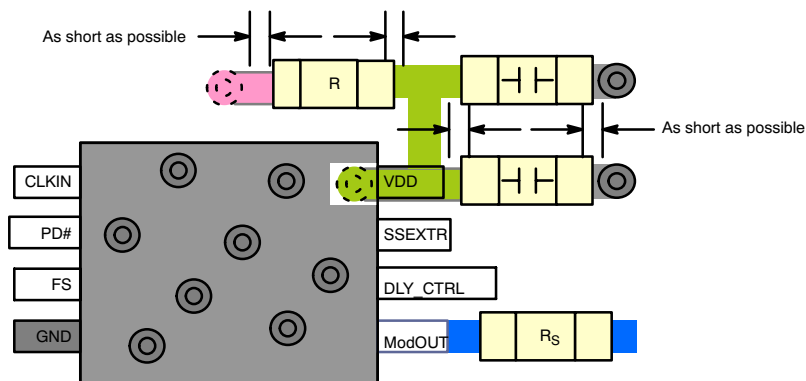 As short as possible
R
As short as possible
CLKIN
VDD
PD#
SSEXTR
FS
DLY_CTRL
GND
ModOUT
RS